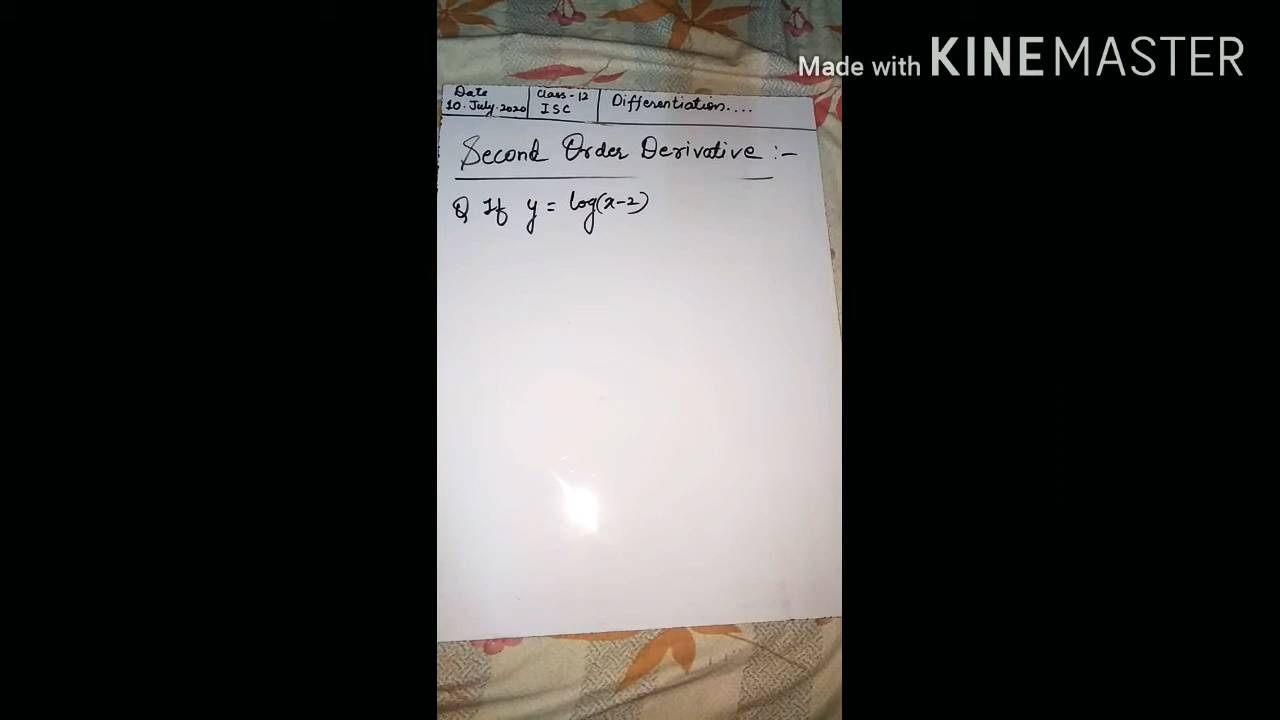 Made with KINEMASTER
Date
10.July.2020
Class-12
ISC
Differentiation....
Second Order Derivative :-
Q If y = log(x-2)